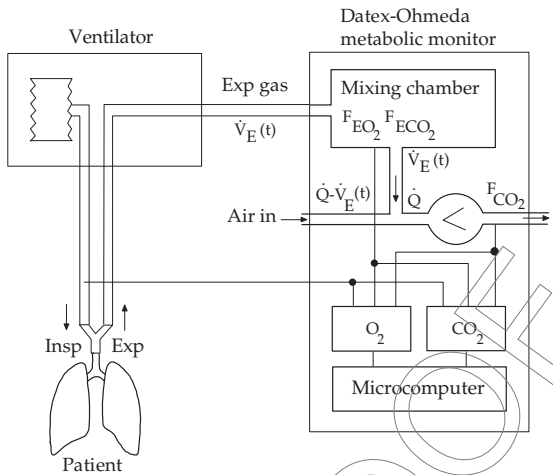 Datex-Ohmeda
metabolic monitor
Ventilator
Exp gas
V̇E(t)
Mixing chamber
FEO2 FECO2
V̇E(t)
Q̇-V̇E(t)
Q̇
FCO2
Air in
<
O2
CO2
Microcomputer
Insp
Exp
Patient